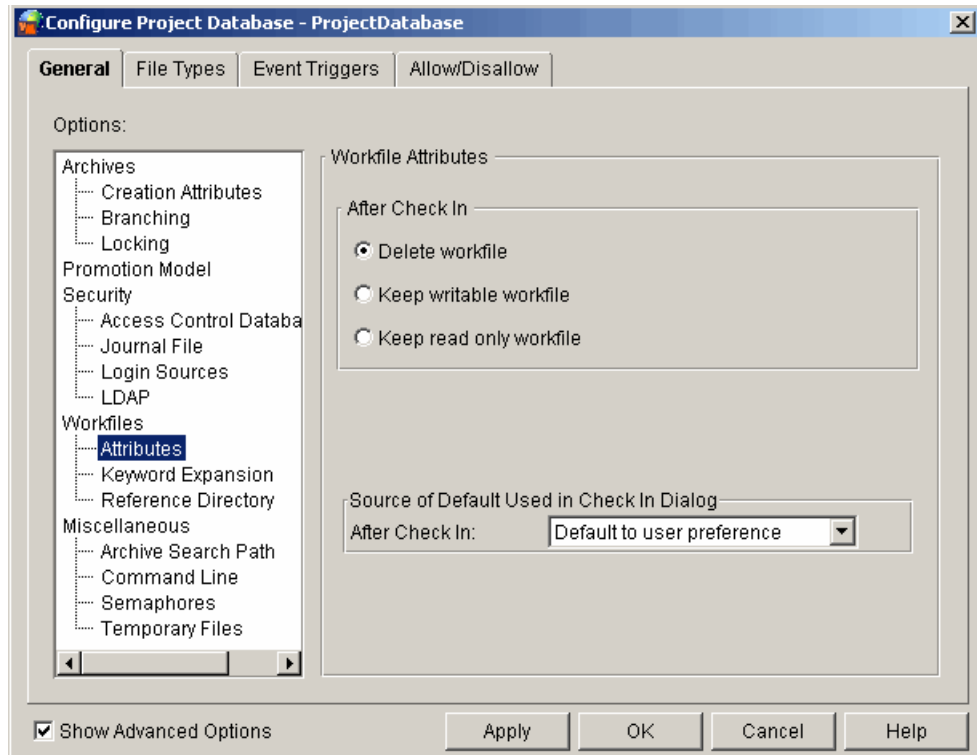 Configure Project Database - ProjectDatabase
General
File Types
Event Triggers
Allow/Disallow
Options:
Archives
Creation Attributes
Branching
Locking
Promotion Model
Security
Access Control Databa
Journal File
Login Sources
LDAP
Workfiles
Attributes
Keyword Expansion
Reference Directory
Miscellaneous
Archive Search Path
Command Line
Semaphores
Temporary Files
Workfile Attributes
After Check In
Delete workfile
Keep writable workfile
Keep read only workfile
Source of Default Used in Check In Dialog
After Check In: Default to user preference
Show Advanced Options
Apply
OK
Cancel
Help